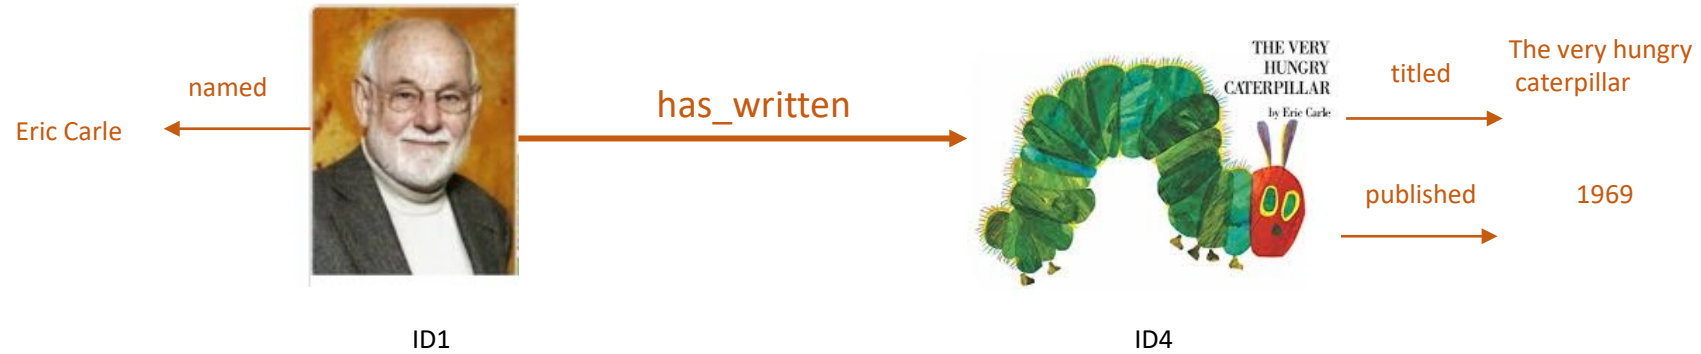 named
Eric Carle
has_written
THE VERY
HUNGRY
CATERPILLAR
by Eric Carle
titled
The very hungry
caterpillar
published
1969
ID1
ID4